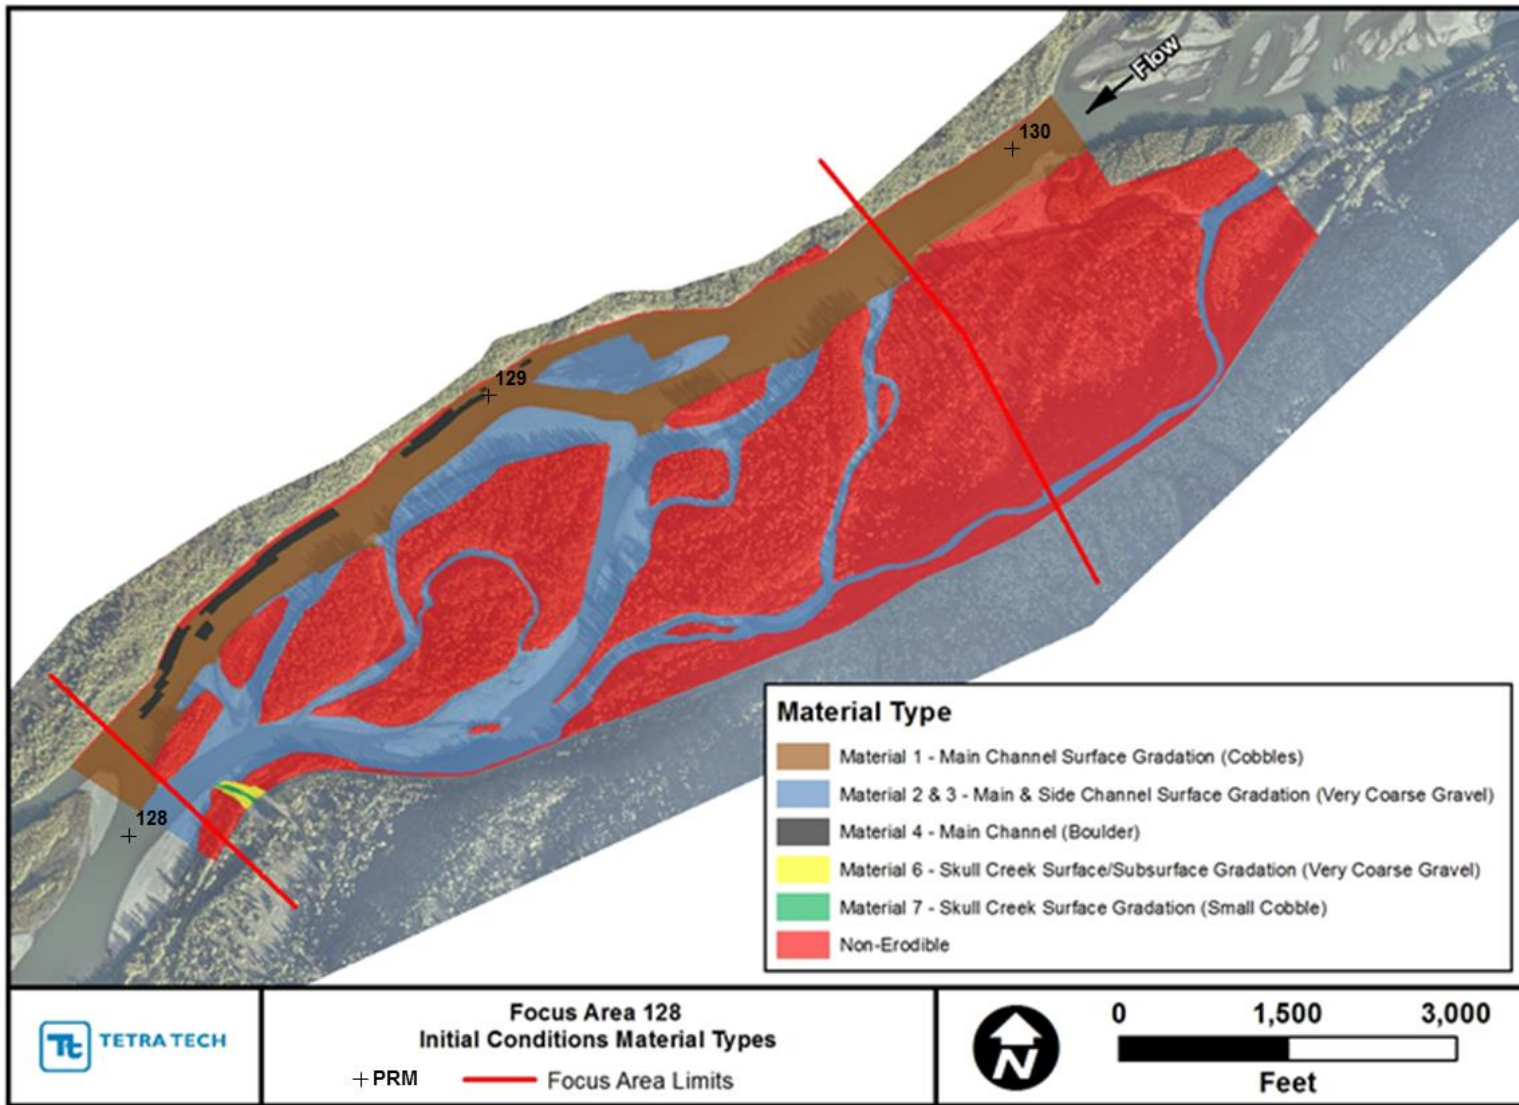 Flow
130
129
128
Material Type
Material 1 - Main Channel Surface Gradation (Cobbles)
Material 2 & 3 - Main & Side Channel Surface Gradation (Very Coarse Gravel)
Material 4 - Main Channel (Boulder)
Material 6 - Skull Creek Surface/Subsurface Gradation (Very Coarse Gravel)
Material 7 - Skull Creek Surface Gradation (Small Cobble)
Non-Erodible
Tt TETRA TECH
Focus Area 128
Initial Conditions Material Types
+ PRM Focus Area Limits
N
0 1,500 3,000
Feet